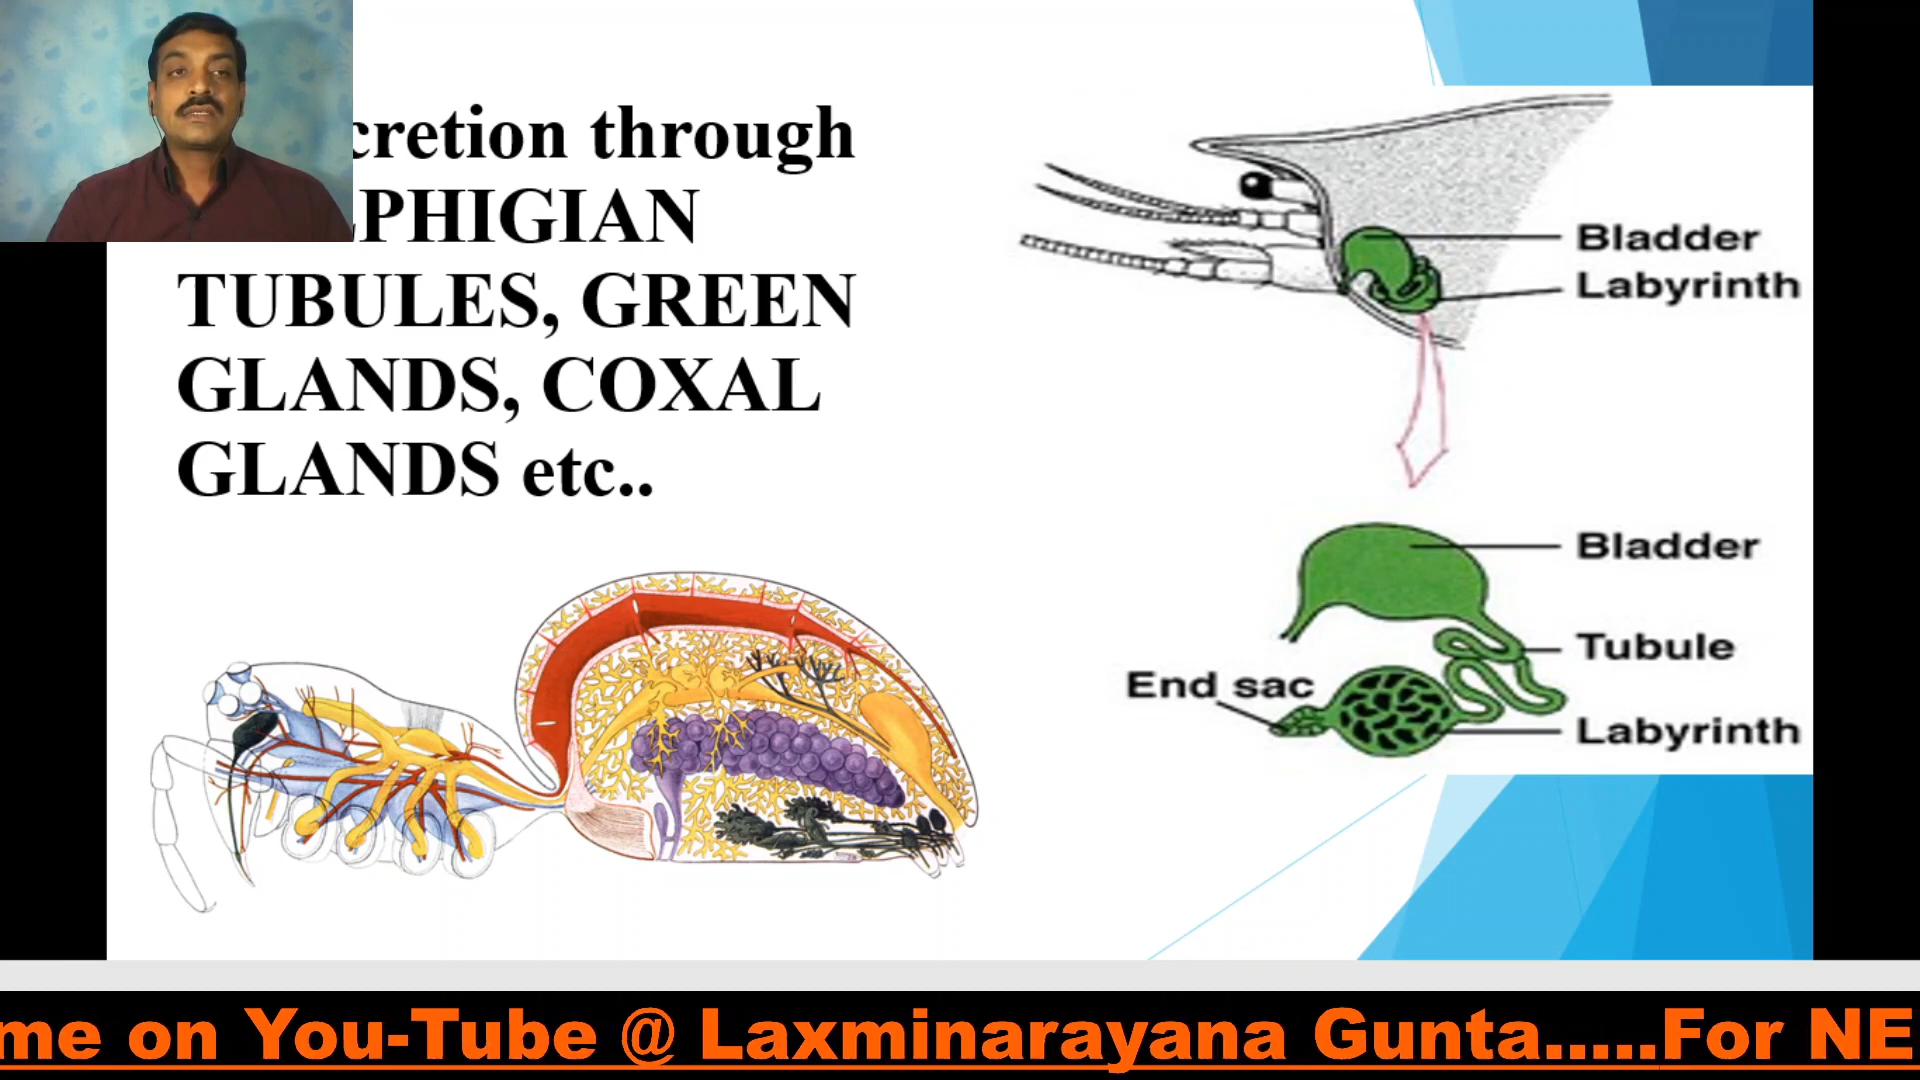 cretion through
PHIGIAN
TUBULES, GREEN
GLANDS, COXAL
GLANDS etc..
Bladder
Labyrinth
Bladder
Tubule
End sac
Labyrinth
me on You-Tube @ Laxminarayana Gunta.....For NE